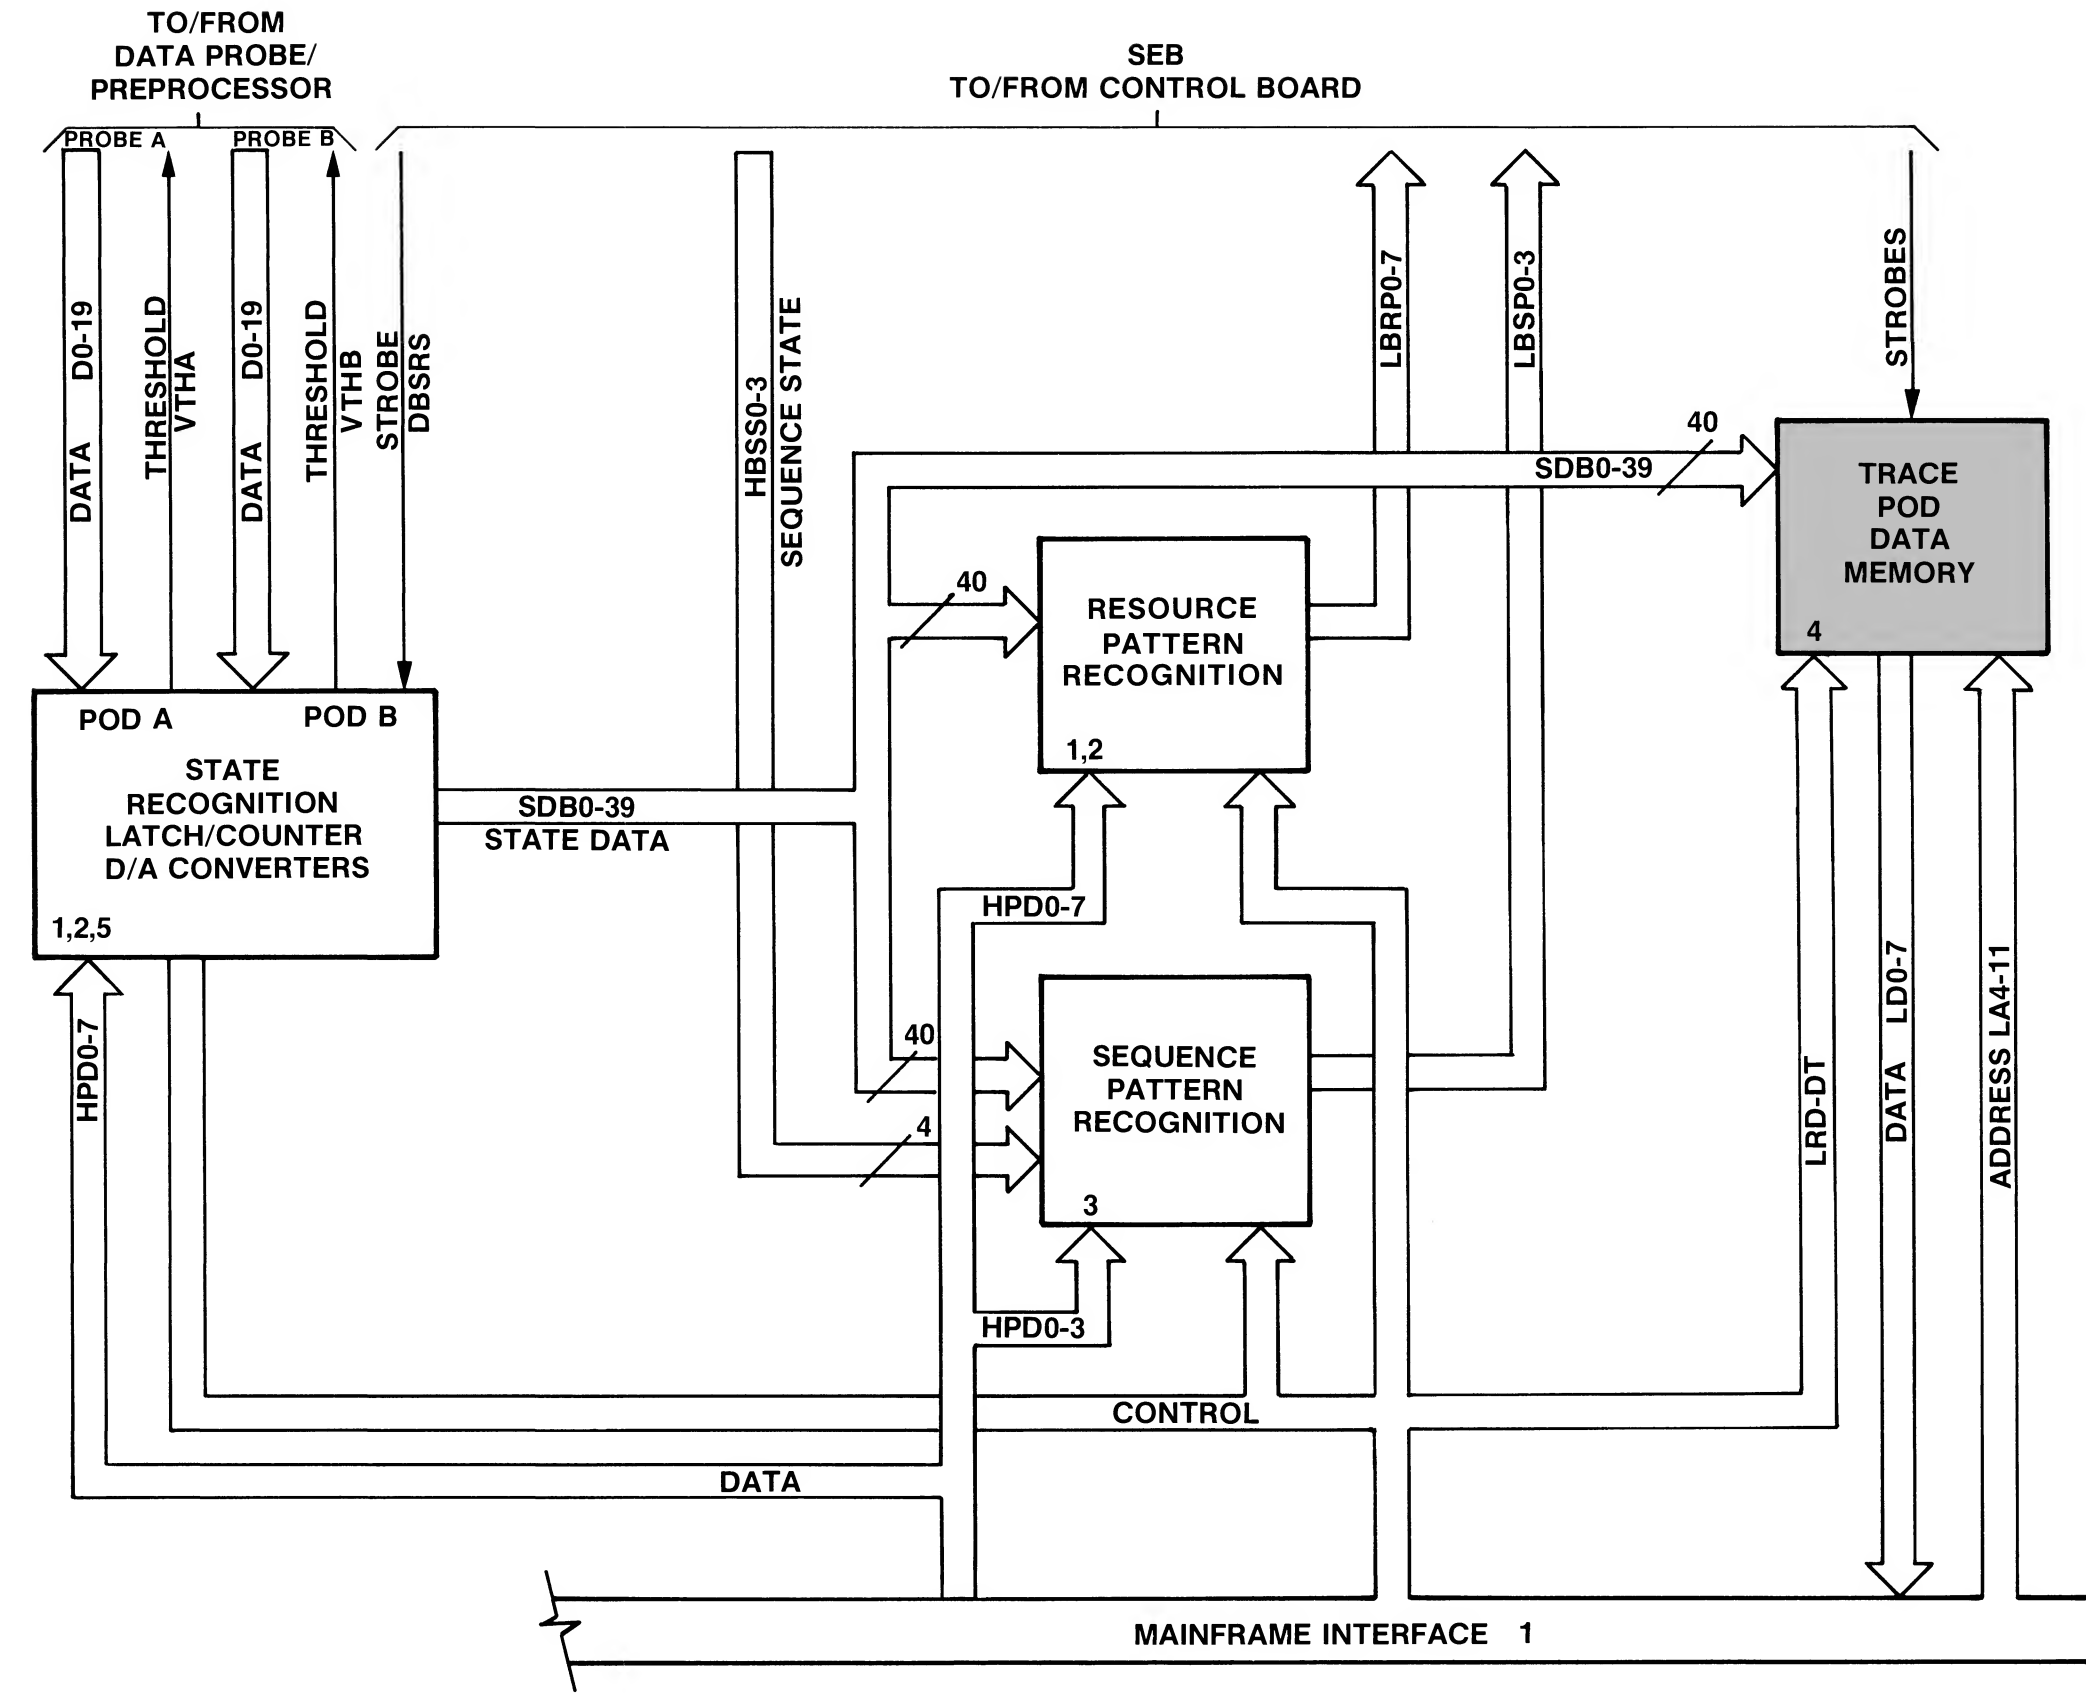 TO/FROM
DATA PROBE/
PREPROCESSOR
SEB
TO/FROM CONTROL BOARD
PROBE A
PROBE B
DATA D0-19
THRESHOLD
VTHA
DATA D0-19
THRESHOLD
VTHB
STROBE
DBSRS
HBSS0-3
SEQUENCE STATE
LBRP0-7
LBSP0-3
STROBES
40
SDB0-39
TRACE
POD
DATA
MEMORY
4
40
RESOURCE
PATTERN
RECOGNITION
1,2
POD A
POD B
STATE
RECOGNITION
LATCH/COUNTER
D/A CONVERTERS
1,2,5
SDB0-39
STATE DATA
HPD0-7
HPD0-7
40
4
SEQUENCE
PATTERN
RECOGNITION
3
HPD0-3
LRD-DT
DATA LD0-7
ADDRESS LA4-11
CONTROL
DATA
MAINFRAME INTERFACE 1